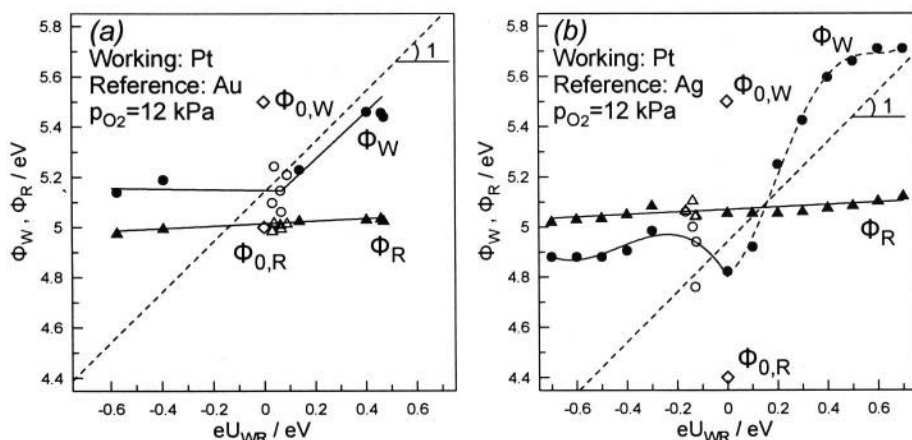 (a)
Working: Pt
Reference: Au
pO2=12 kPa
Φ0,W
ΦW
Φ0,R
ΦR
1
5.8
5.6
5.4
5.2
5
4.8
4.6
4.4
ΦW , ΦR / eV
-0.6 -0.4 -0.2 0 0.2 0.4 0.6
eUWR / eV
(b)
Working: Pt
Reference: Ag
pO2=12 kPa
ΦW
Φ0,W
1
ΦR
Φ0,R
5.8
5.6
5.4
5.2
5
4.8
4.6
4.4
ΦW , ΦR / eV
-0.6 -0.4 -0.2 0 0.2 0.4 0.6
eUWR / eV